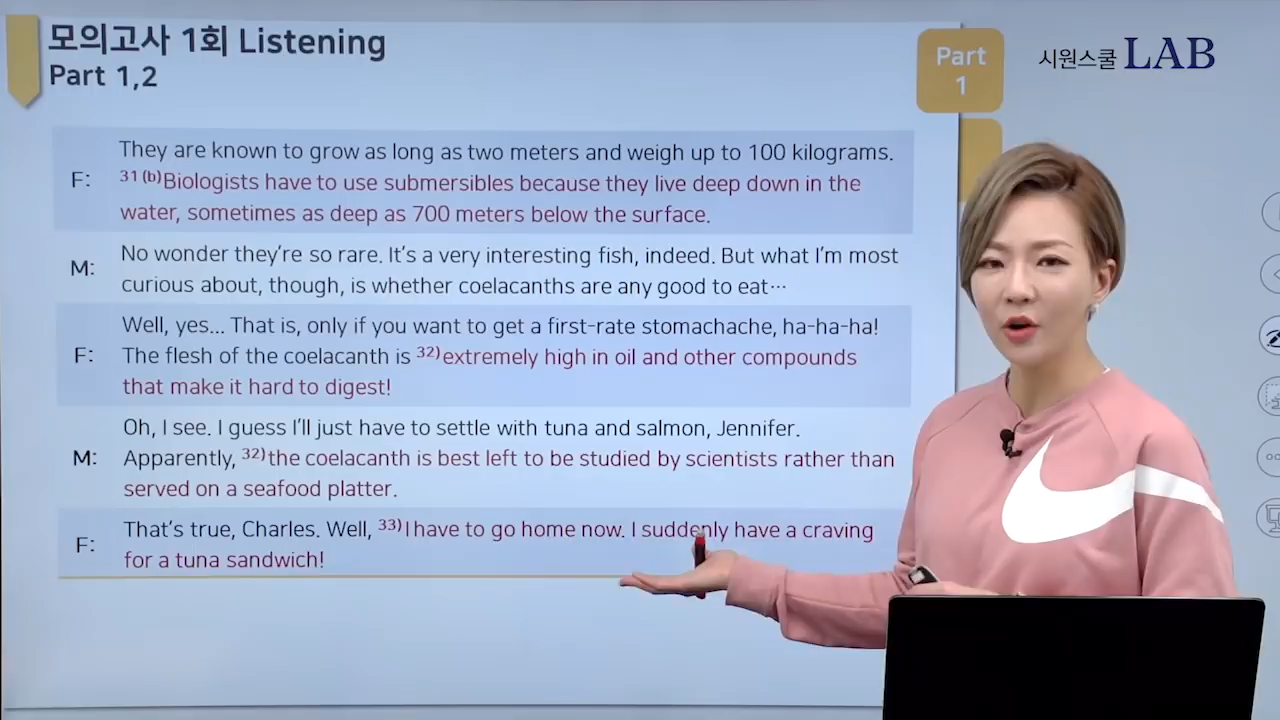 모의고사 1회 Listening
Part 1,2
Part
1
시원스쿨 LAB
F: They are known to grow as long as two meters and weigh up to 100 kilograms.
31 (b)Biologists have to use submersibles because they live deep down in the
water, sometimes as deep as 700 meters below the surface.
M: No wonder they're so rare. It's a very interesting fish, indeed. But what I'm most
curious about, though, is whether coelacanths are any good to eat…
F: Well, yes... That is, only if you want to get a first-rate stomachache, ha-ha-ha!
The flesh of the coelacanth is 32)extremely high in oil and other compounds
that make it hard to digest!
M: Oh, I see. I guess I'll just have to settle with tuna and salmon, Jennifer.
Apparently, 32)the coelacanth is best left to be studied by scientists rather than
served on a seafood platter.
F: That's true, Charles. Well, 33)I have to go home now. I suddenly have a craving
for a tuna sandwich!